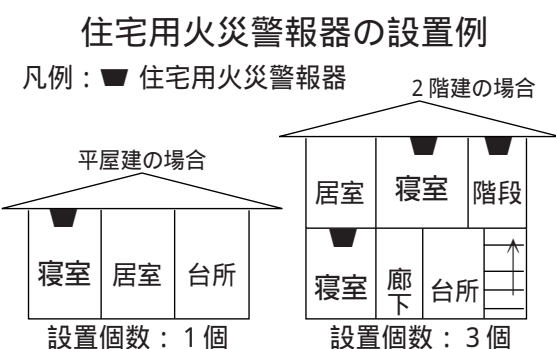 住宅用火災警報器の設置例
凡例：住宅用火災警報器
平屋建の場合
寝室 居室 台所
設置個数：1個
2階建の場合
居室 寝室 階段
寝室 廊下 台所
設置個数：3個